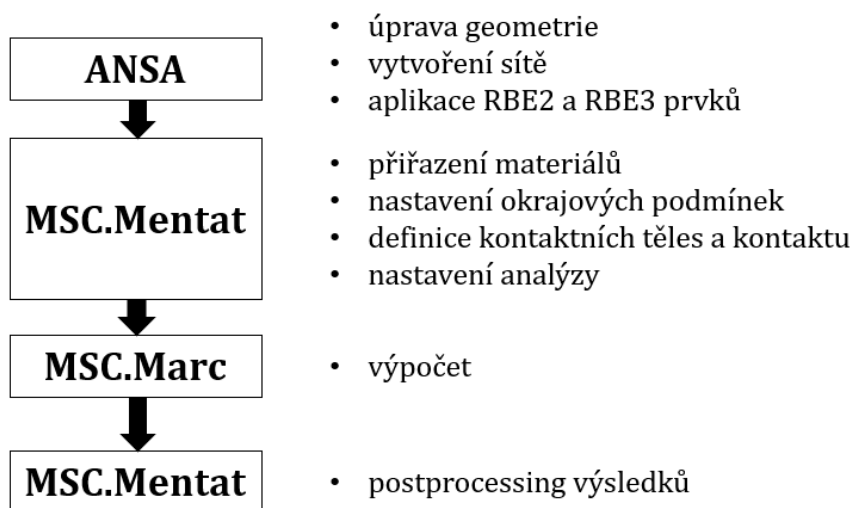 ANSA
• úprava geometrie
• vytvoření sítě
• aplikace RBE2 a RBE3 prvků
MSC.Mentat
• přiřazení materiálů
• nastavení okrajových podmínek
• definice kontaktních těles a kontaktu
• nastavení analýzy
MSC.Marc
• výpočet
MSC.Mentat
• postprocessing výsledků